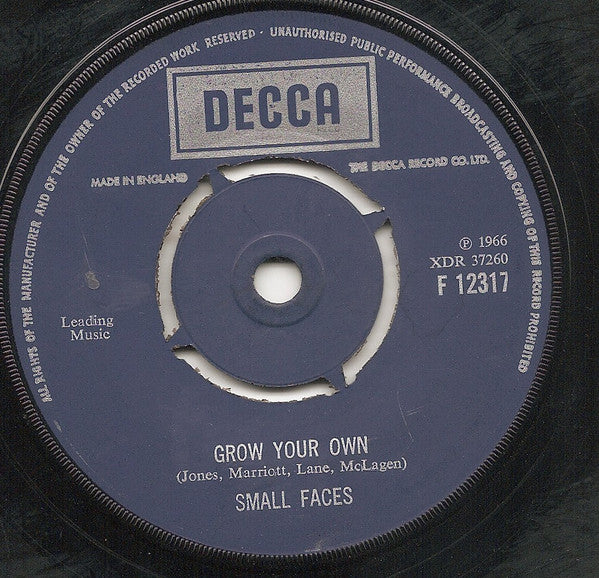 ALL RIGHTS OF THE MANUFACTURER AND OF THE OWNER OF THE RECORDED WORK RESERVED · UNAUTHORISED PUBLIC PERFORMANCE BROADCASTING AND COPYING OF THIS RECORD PROHIBITED
DECCA
MADE IN ENGLAND
THE DECCA RECORD CO. LTD.
℗ 1966
XDR 37260
F 12317
Leading
Music
GROW YOUR OWN
(Jones, Marriott, Lane, McLagen)
SMALL FACES